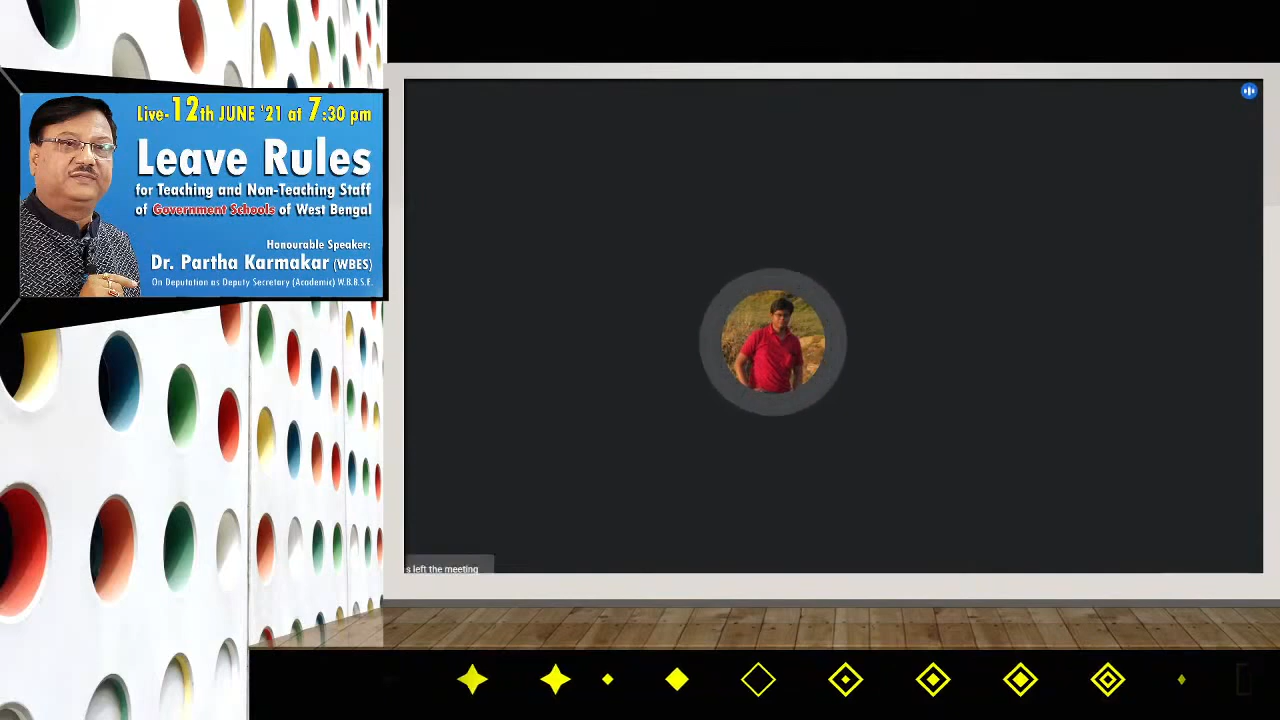 Live-12th JUNE '21 at 7:30 pm
Leave Rules
for Teaching and Non-Teaching Staff
of Government Schools of West Bengal
Honourable Speaker:
Dr. Partha Karmakar (WBES)
On Deputation as Deputy Secretary (Academic) W.B.B.S.E.
s left the meeting